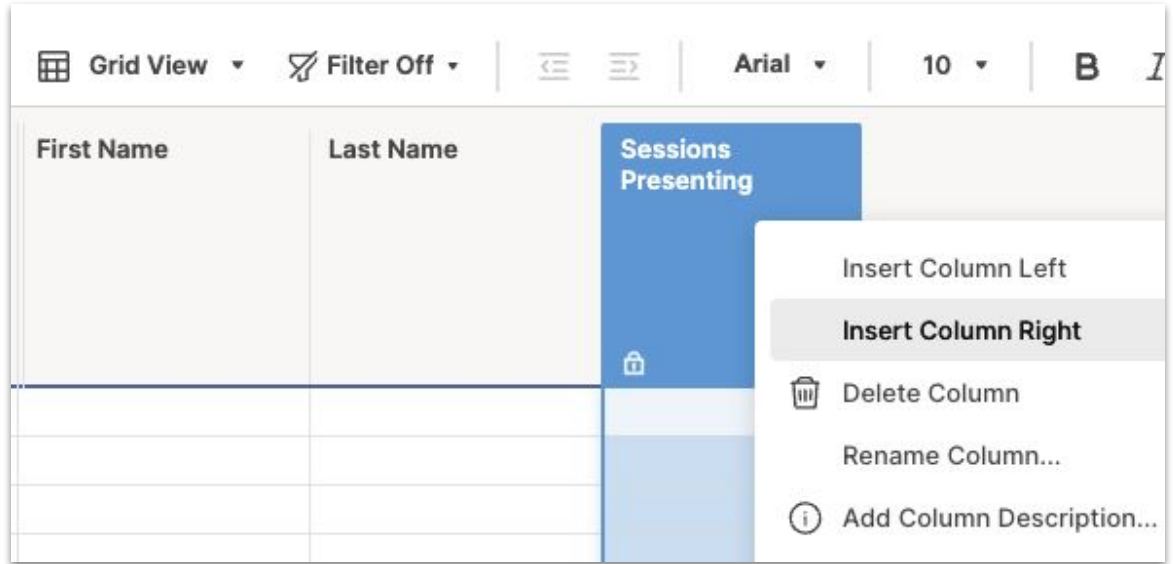 Grid View Filter Off Arial 10 B I
First Name Last Name Sessions
Presenting
Insert Column Left
Insert Column Right
Delete Column
Rename Column...
Add Column Description...